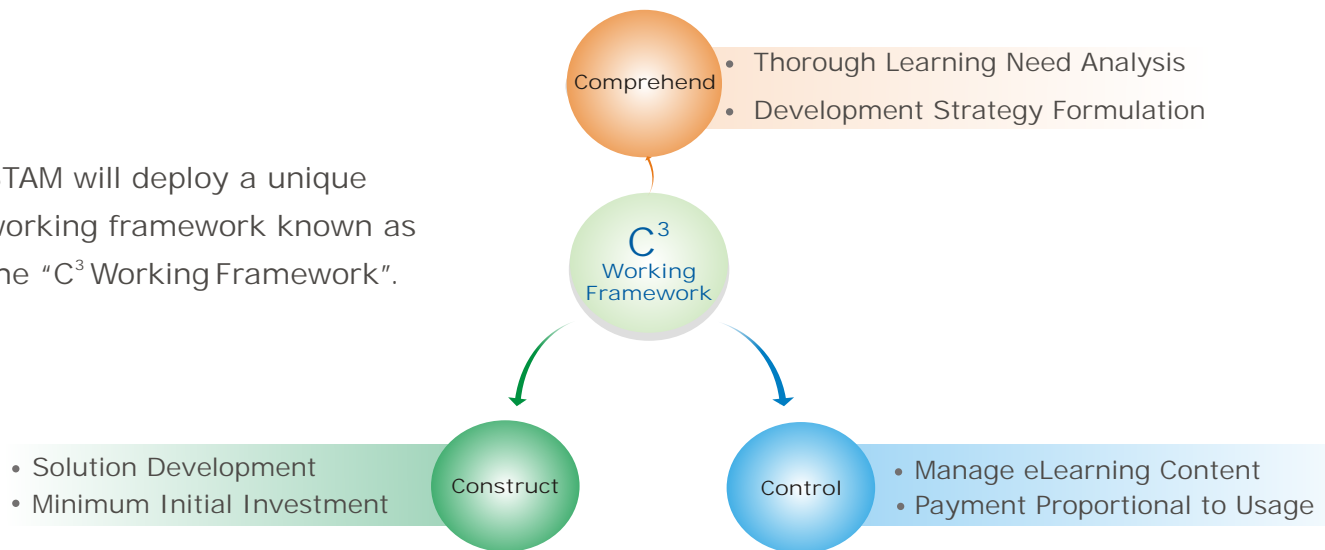 Comprehend
• Thorough Learning Need Analysis
• Development Strategy Formulation
TAM will deploy a unique
working framework known as
“C³ Working Framework”.
C³
Working
Framework
• Solution Development
• Minimum Initial Investment
Construct
Control
• Manage eLearning Content
• Payment Proportional to Usage